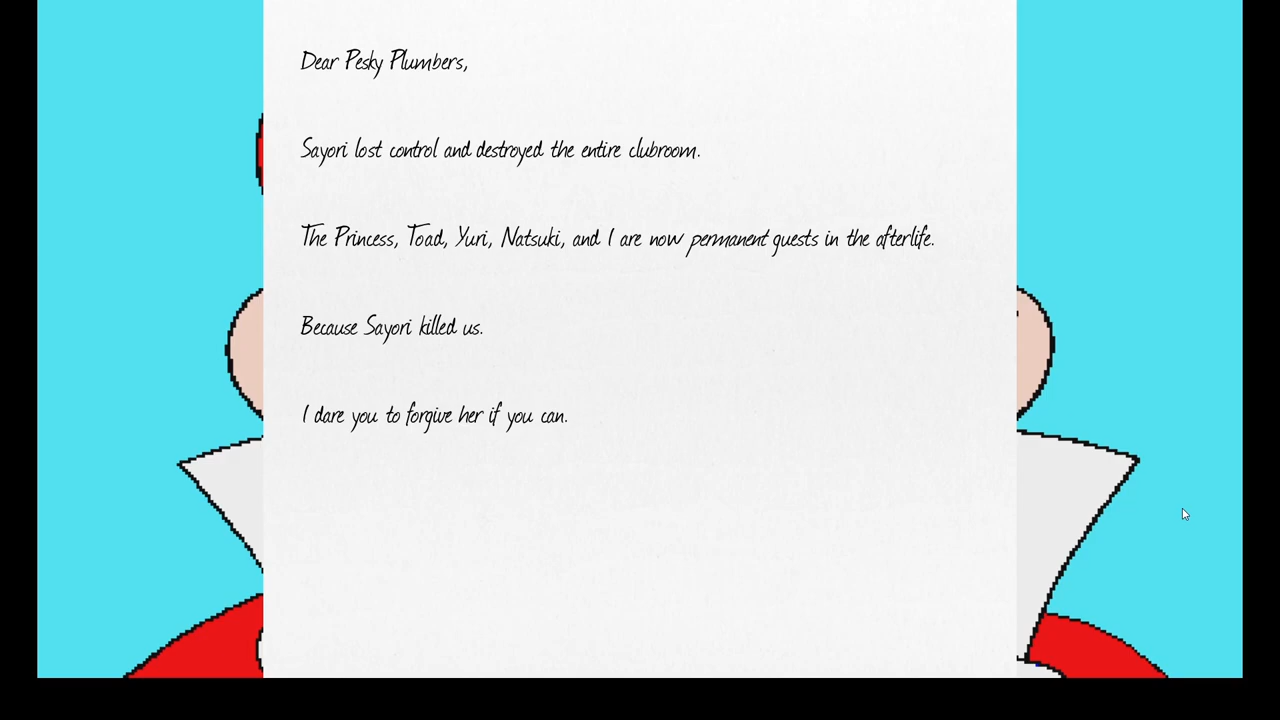 Dear Pesky Plumbers,
Sayori lost control and destroyed the entire clubroom.
The Princess, Toad, Yuri, Natsuki, and I are now permanent guests in the afterlife.
Because Sayori killed us.
I dare you to forgive her if you can.